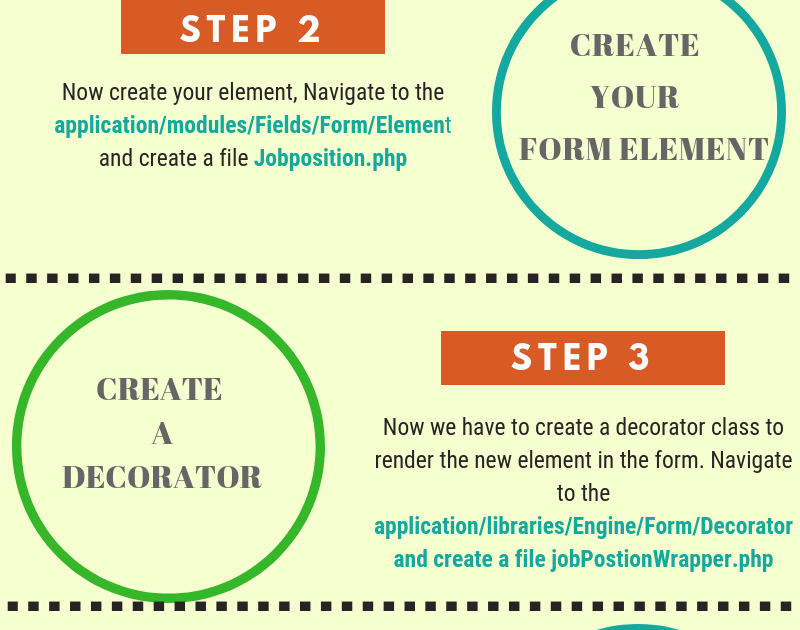 STEP 2
Now create your element, Navigate to the
application/modules/Fields/Form/Element
and create a file Jobposition.php
CREATE
YOUR
FORM ELEMENT
CREATE
A
DECORATOR
STEP 3
Now we have to create a decorator class to
render the new element in the form. Navigate
to the
application/libraries/Engine/Form/Decorator
and create a file jobPostionWrapper.php